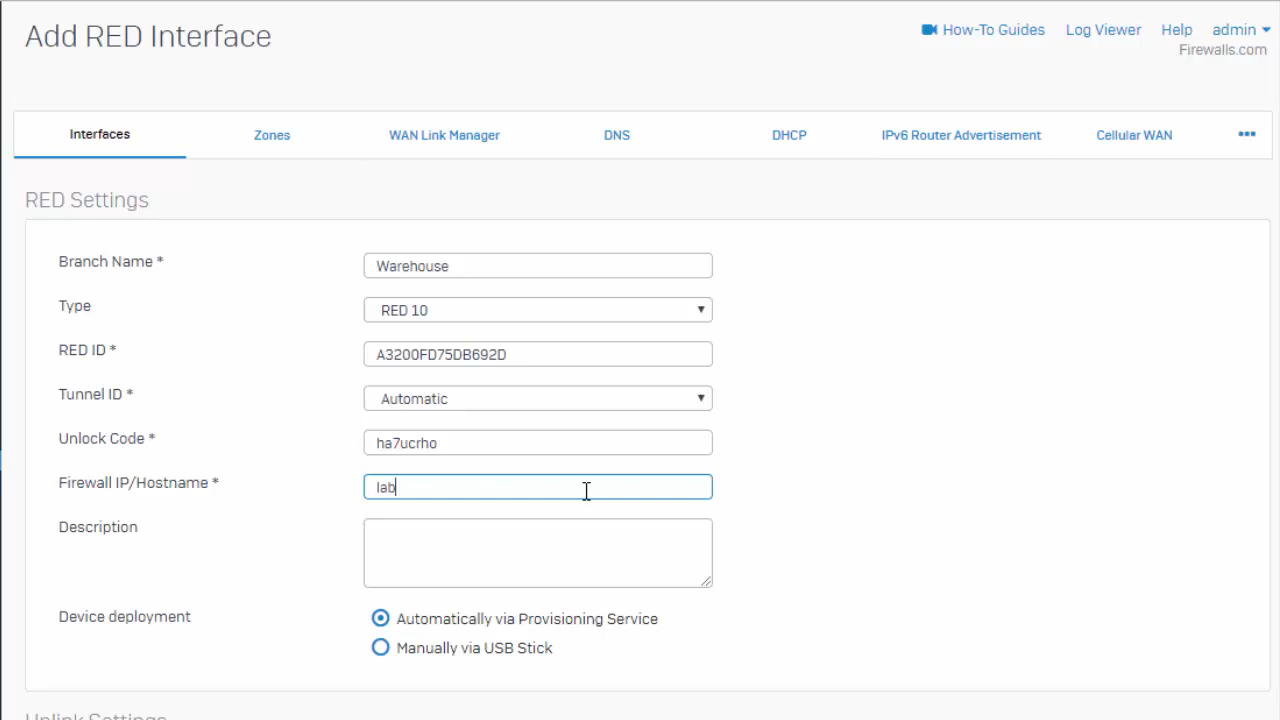 Add RED Interface
How-To Guides Log Viewer Help admin
Firewalls.com
Interfaces Zones WAN Link Manager DNS DHCP IPv6 Router Advertisement Cellular WAN •••
RED Settings
Branch Name * Warehouse
Type RED 10
RED ID * A3200FD75DB692D
Tunnel ID * Automatic
Unlock Code * ha7ucrho
Firewall IP/Hostname * lab
Description
Device deployment Automatically via Provisioning Service
Manually via USB Stick
Uplink Settings